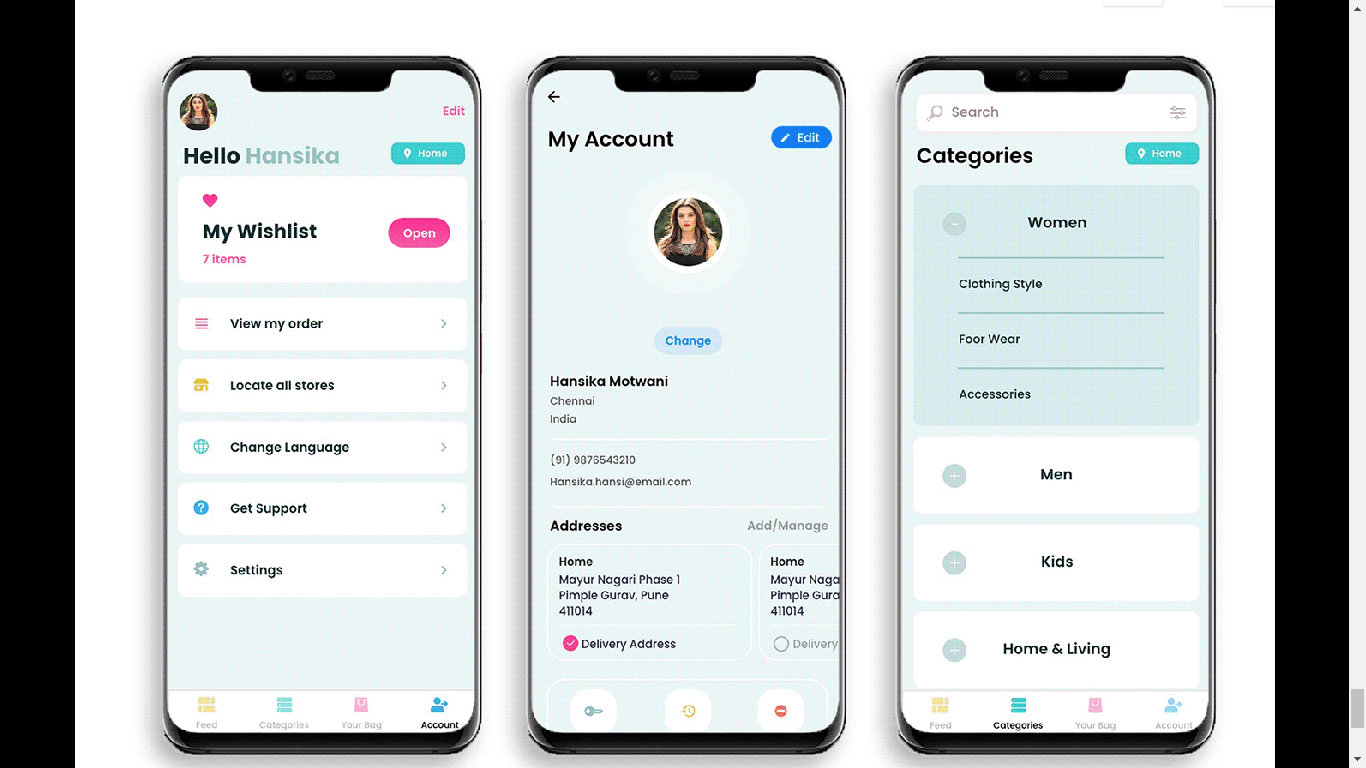 Edit
Hello Hansika
Home
My Wishlist
Open
7 items
View my order
Locate all stores
Change Language
Get Support
Settings
Feed
Categories
Your Bag
Account
My Account
Edit
Change
Hansika Motwani
Chennai
India
(91) 9876543210
Hansika.hansi@email.com
Addresses
Add/Manage
Home
Mayur Nagari Phase 1
Pimple Gurav, Pune
411014
Delivery Address
Home
Mayur Naga
Pimple Gura
411014
Delivery
Search
Categories
Home
Women
Clothing Style
Foor Wear
Accessories
Men
Kids
Home & Living
Feed
Categories
Your Bag
Account